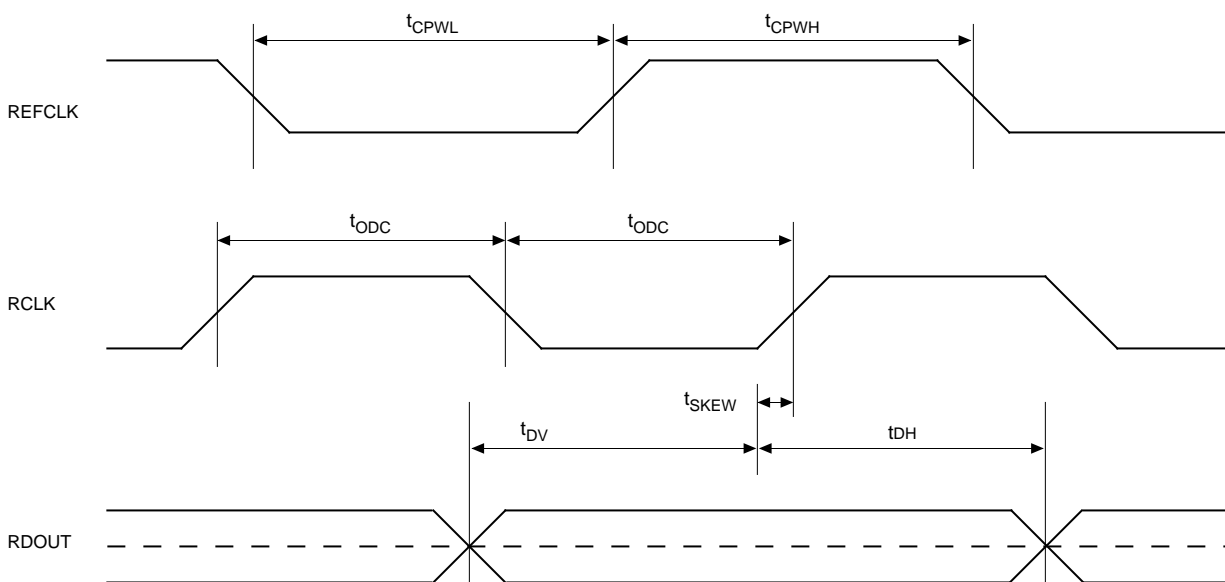 tCPWL tCPWH
REFCLK
tODC tODC
RCLK
tSKEW
tDV tDH
RDOUT